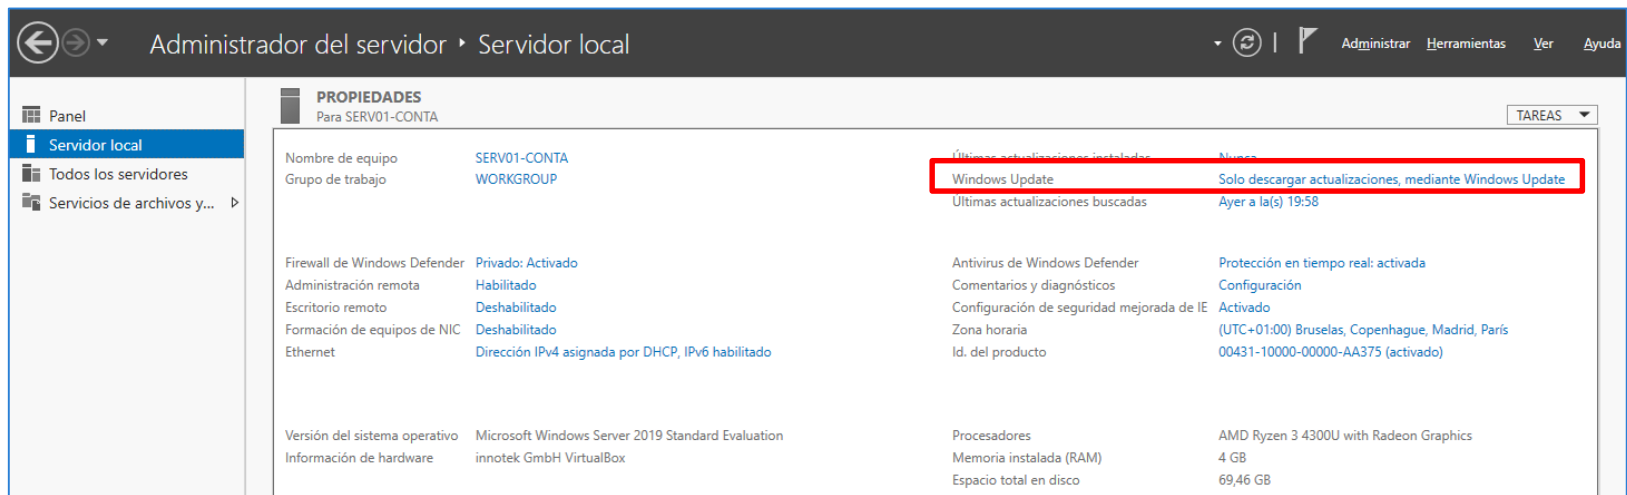 Administrador del servidor ‣ Servidor local
Administrar Herramientas Ver Ayuda
Panel
Servidor local
Todos los servidores
Servicios de archivos y...
PROPIEDADES
Para SERV01-CONTA
TAREAS
Nombre de equipo SERV01-CONTA
Grupo de trabajo WORKGROUP
Últimas actualizaciones instaladas Nunca
Windows Update Solo descargar actualizaciones, mediante Windows Update
Últimas actualizaciones buscadas Ayer a la(s) 19:58
Firewall de Windows Defender Privado: Activado
Administración remota Habilitado
Escritorio remoto Deshabilitado
Formación de equipos de NIC Deshabilitado
Ethernet Dirección IPv4 asignada por DHCP, IPv6 habilitado
Antivirus de Windows Defender Protección en tiempo real: activada
Comentarios y diagnósticos Configuración
Configuración de seguridad mejorada de IE Activado
Zona horaria (UTC+01:00) Bruselas, Copenhague, Madrid, París
Id. del producto 00431-10000-00000-AA375 (activado)
Versión del sistema operativo Microsoft Windows Server 2019 Standard Evaluation
Información de hardware innotek GmbH VirtualBox
Procesadores AMD Ryzen 3 4300U with Radeon Graphics
Memoria instalada (RAM) 4 GB
Espacio total en disco 69,46 GB